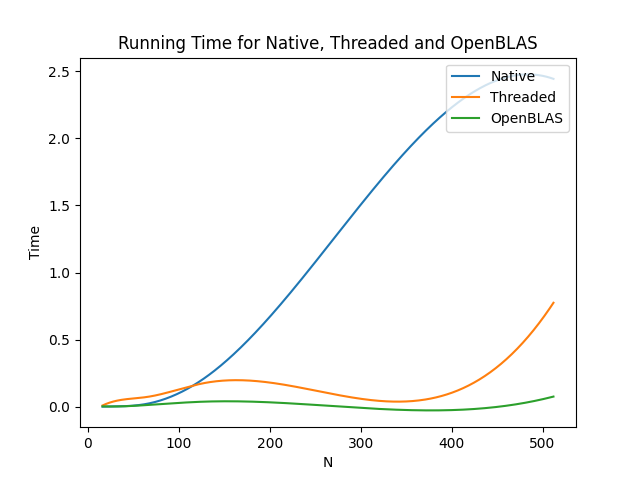 Running Time for Native, Threaded and OpenBLAS
Native
Threaded
OpenBLAS
2.5
2.0
1.5
1.0
0.5
0.0
Time
0
100
200
300
400
500
N